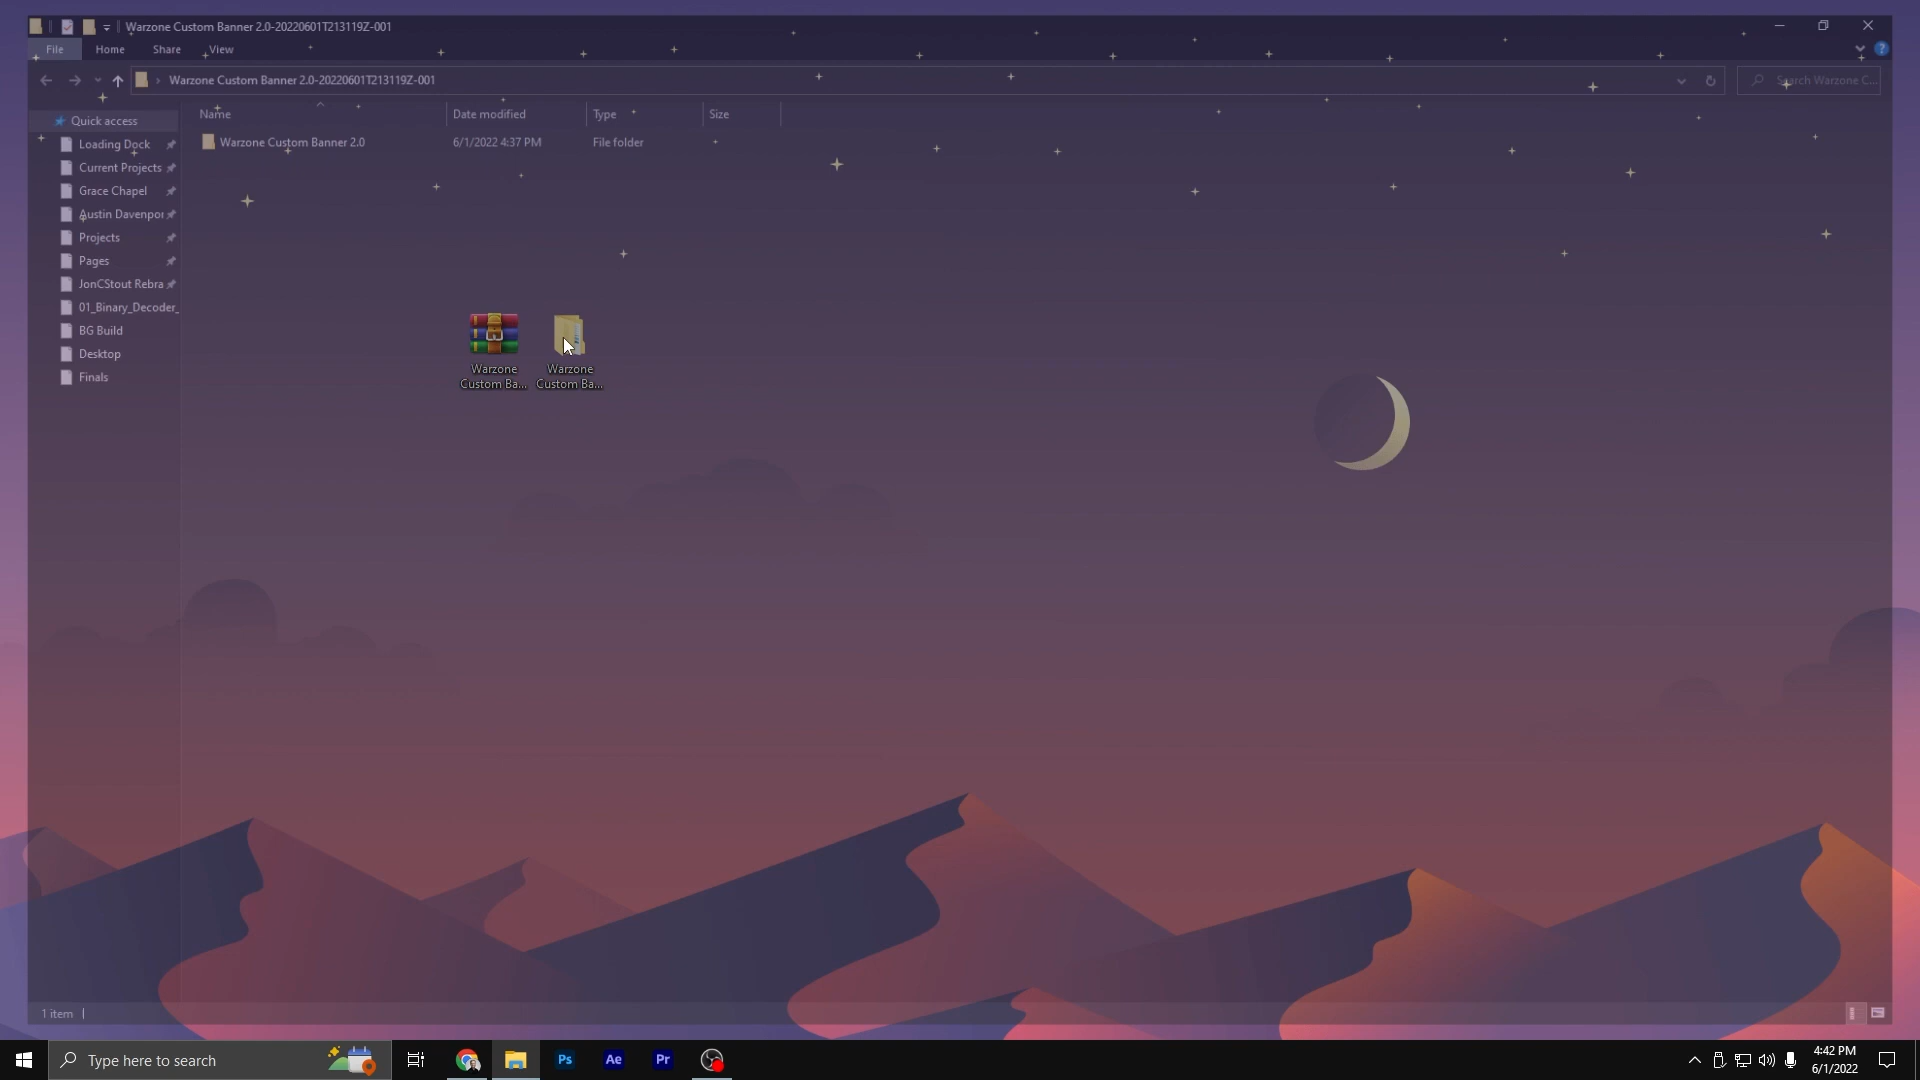 Warzone Custom Banner 2.0-20220601T213119Z-001
File Home Share View
Warzone Custom Banner 2.0-20220601T213119Z-001
Search Warzone C...
Name Date modified Type Size
Quick access
Warzone Custom Banner 2.0 6/1/2022 4:37 PM File folder
Loading Dock
Current Projects
Grace Chapel
Austin Davenpor
Projects
Pages
JonCStout Rebra
01_Binary_Decoder_
BG Build
Desktop
Finals
Warzone
Custom Ba...
Warzone
Custom Ba...
1 item
Type here to search
Ps Ae Pr
4:42 PM
6/1/2022